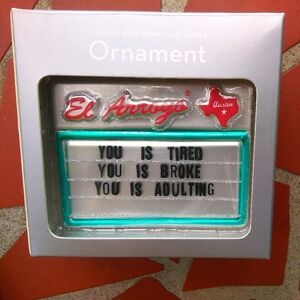 Collectable Mercury Glass
Ornament
El Arroyo
Austin
YOU IS TIRED
YOU IS BROKE
YOU IS ADULTING